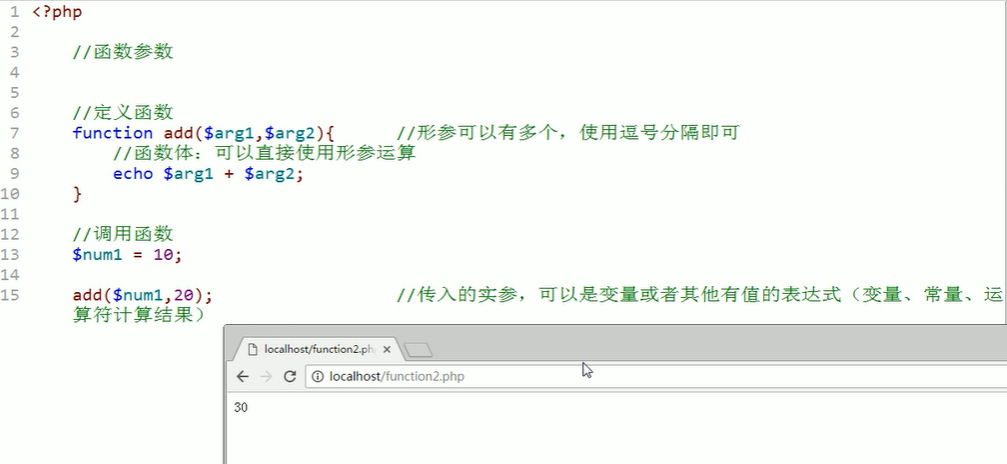 1 <?php
2
3 //函数参数
4
5
6 //定义函数
7 function add($arg1,$arg2){ //形参可以有多个，使用逗号分隔即可
8 //函数体：可以直接使用形参运算
9 echo $arg1 + $arg2;
10 }
11
12 //调用函数
13 $num1 = 10;
14
15 add($num1,20); //传入的实参，可以是变量或者其他有值的表达式（变量、常量、运
算符计算结果）
localhost/function2.ph
localhost/function2.php
30